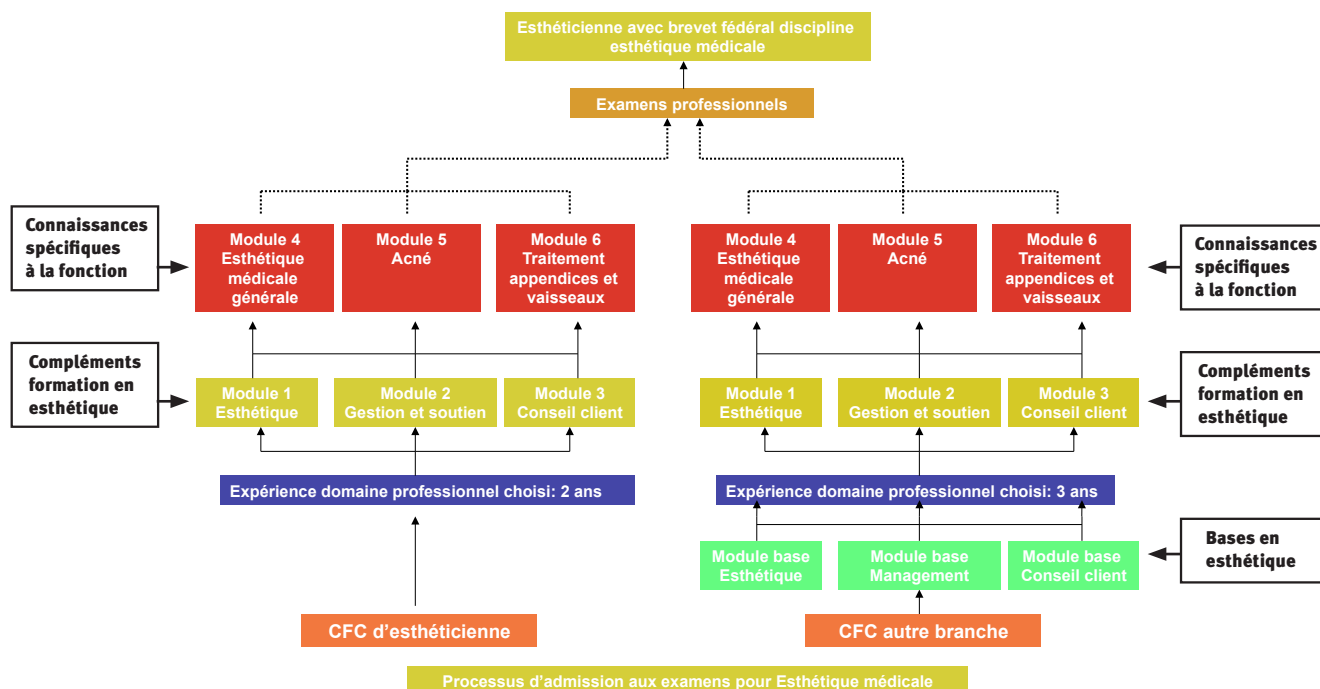 Esthéticienne avec brevet fédéral discipline
esthétique médicale
Examens professionnels
Connaissances
spécifiques
à la fonction
Module 4
Esthétique
médicale
générale
Module 5
Acné
Module 6
Traitement
appendices et
vaisseaux
Module 4
Esthétique
médicale
générale
Module 5
Acné
Module 6
Traitement
appendices et
vaisseaux
Connaissances
spécifiques
à la fonction
Compléments
formation en
esthétique
Module 1
Esthétique
Module 2
Gestion et soutien
Module 3
Conseil client
Module 1
Esthétique
Module 2
Gestion et soutien
Module 3
Conseil client
Compléments
formation en
esthétique
Expérience domaine professionnel choisi: 2 ans
Expérience domaine professionnel choisi: 3 ans
Module base
Esthétique
Module base
Management
Module base
Conseil client
Bases en
esthétique
CFC d'esthéticienne
CFC autre branche
Processus d'admission aux examens pour Esthétique médicale